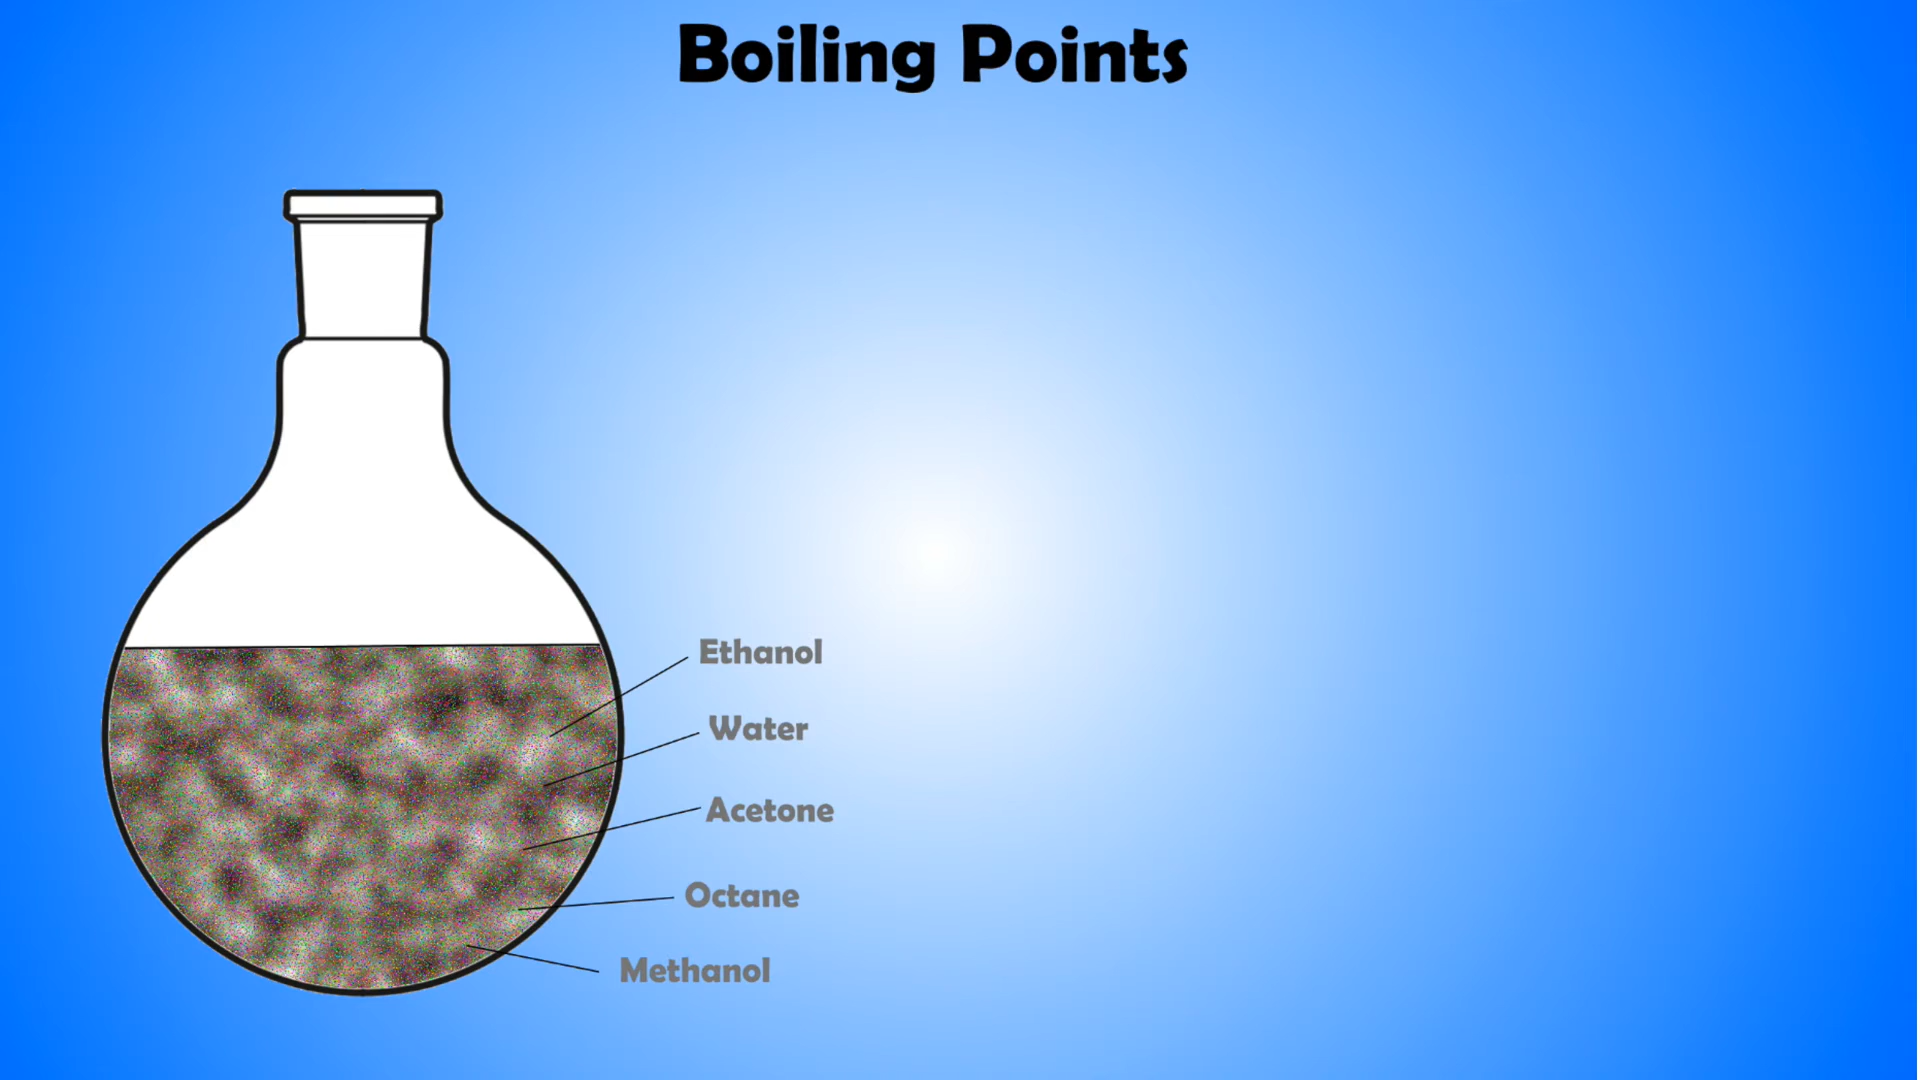 Boiling Points
Ethanol
Water
Acetone
Octane
Methanol